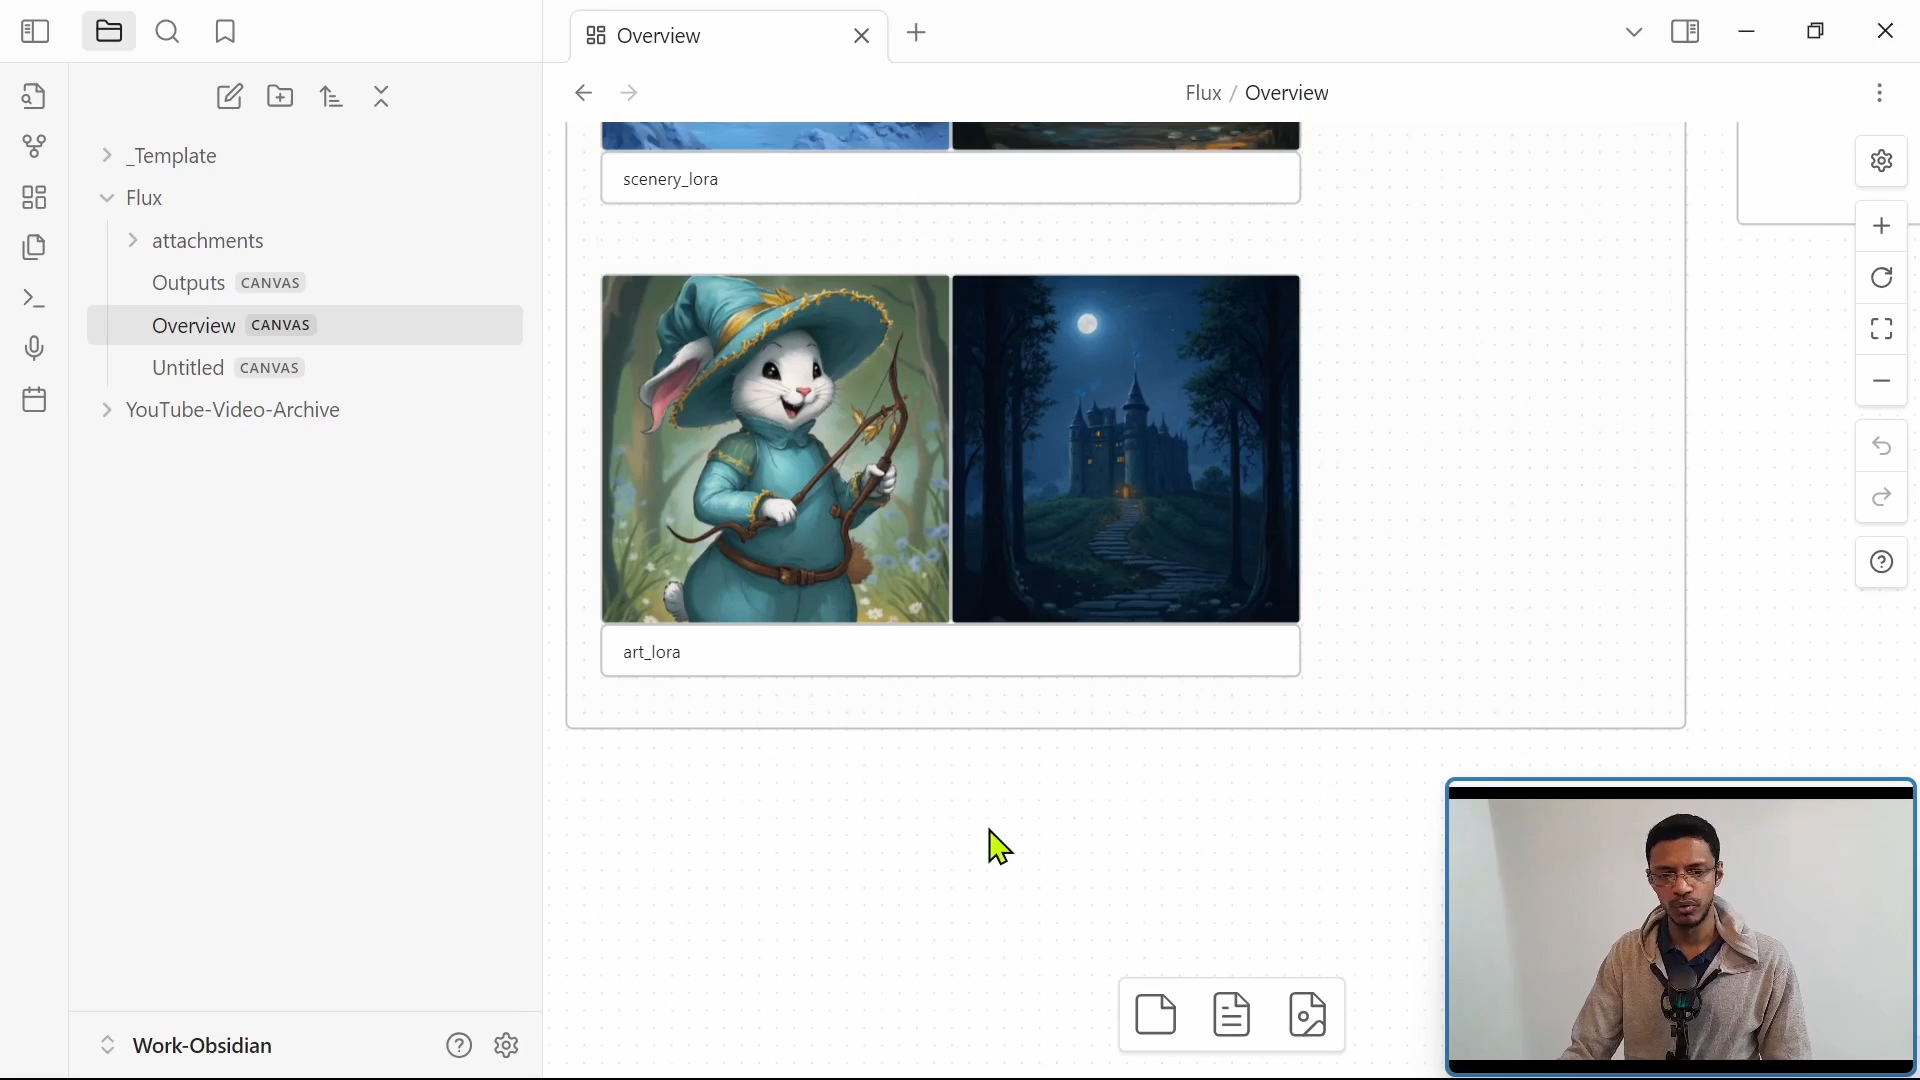 Overview
Flux / Overview
_Template
Flux
attachments
Outputs CANVAS
Overview CANVAS
Untitled CANVAS
YouTube-Video-Archive
scenery_lora
art_lora
Work-Obsidian